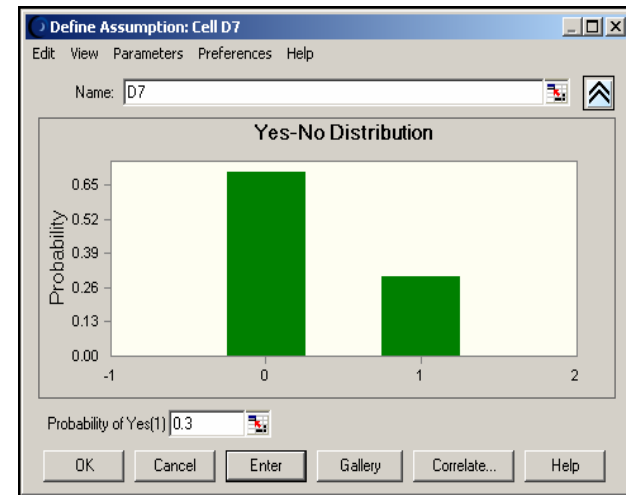 Define Assumption: Cell D7
Edit View Parameters Preferences Help
Name: D7
Yes-No Distribution
Probability
0.65
0.52
0.39
0.26
0.13
0.00
-1 0 1 2
Probability of Yes(1) 0.3
OK Cancel Enter Gallery Correlate... Help